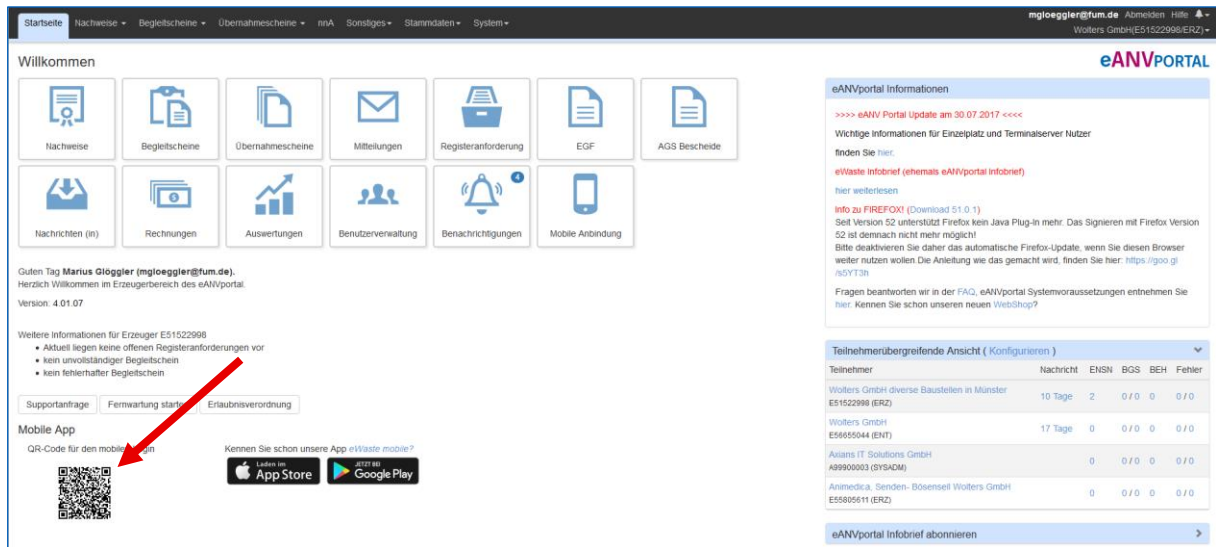 Startseite Nachweise Begleitscheine Übernahmescheine nnA Sonstiges Stammdaten System
mgloeggler@fum.de Abmelden Hilfe
Wolters GmbH(E51522998/ERZ)
Willkommen
eANVPORTAL
Nachweise Begleitscheine Übernahmescheine Mitteilungen Registeranforderung EGF AGS Bescheide
4
Nachrichten (in) Rechnungen Auswertungen Benutzerverwaltung Benachrichtigungen Mobile Anbindung
Guten Tag Marius Glöggler (mgloeggler@fum.de).
Herzlich Willkommen im Erzeugerbereich des eANVportal.
Version: 4.01.07
Weitere Informationen für Erzeuger E51522998
Aktuell liegen keine offenen Registeranforderungen vor
kein unvollständiger Begleitschein
kein fehlerhafter Begleitschein
Supportanfrage Fernwartung starten Erlaubnisverordnung
Mobile App
QR-Code für den mobilen Login
Kennen Sie schon unsere App eWaste mobile?
Laden im App Store
JETZT BEI Google Play
eANVportal Informationen
>>>> eANV Portal Update am 30.07.2017 <<<<
Wichtige Informationen für Einzelplatz und Terminalserver Nutzer
finden Sie hier.
eWaste Infobrief (ehemals eANVportal Infobrief)
hier weiterlesen
Info zu FIREFOX! (Download 51.0.1)
Seit Version 52 unterstützt Firefox kein Java Plug-In mehr. Das Signieren mit Firefox Version
52 ist demnach nicht mehr möglich!
Bitte deaktivieren Sie daher das automatische Firefox-Update, wenn Sie diesen Browser
weiter nutzen wollen.Die Anleitung wie das gemacht wird, finden Sie hier: https://goo.gl
/s5YT3h
Fragen beantworten wir in der FAQ, eANVportal Systemvoraussetzungen entnehmen Sie
hier. Kennen Sie schon unseren neuen WebShop?
Teilnehmerübergreifende Ansicht ( Konfigurieren )
Teilnehmer Nachricht ENSN BGS BEH Fehler
Wolters GmbH diverse Baustellen in Münster
E51522998 (ERZ) 10 Tage 2 0 / 0 0 0 / 0
Wolters GmbH
E56655044 (ENT) 17 Tage 0 0 / 0 0 0 / 0
Axians IT Solutions GmbH
A99900003 (SYSADM) 0 0 / 0 0 0 / 0
Animedica, Senden- Bösensell Wolters GmbH
E55805611 (ERZ) 0 0 / 0 0 0 / 0
eANVportal Infobrief abonnieren